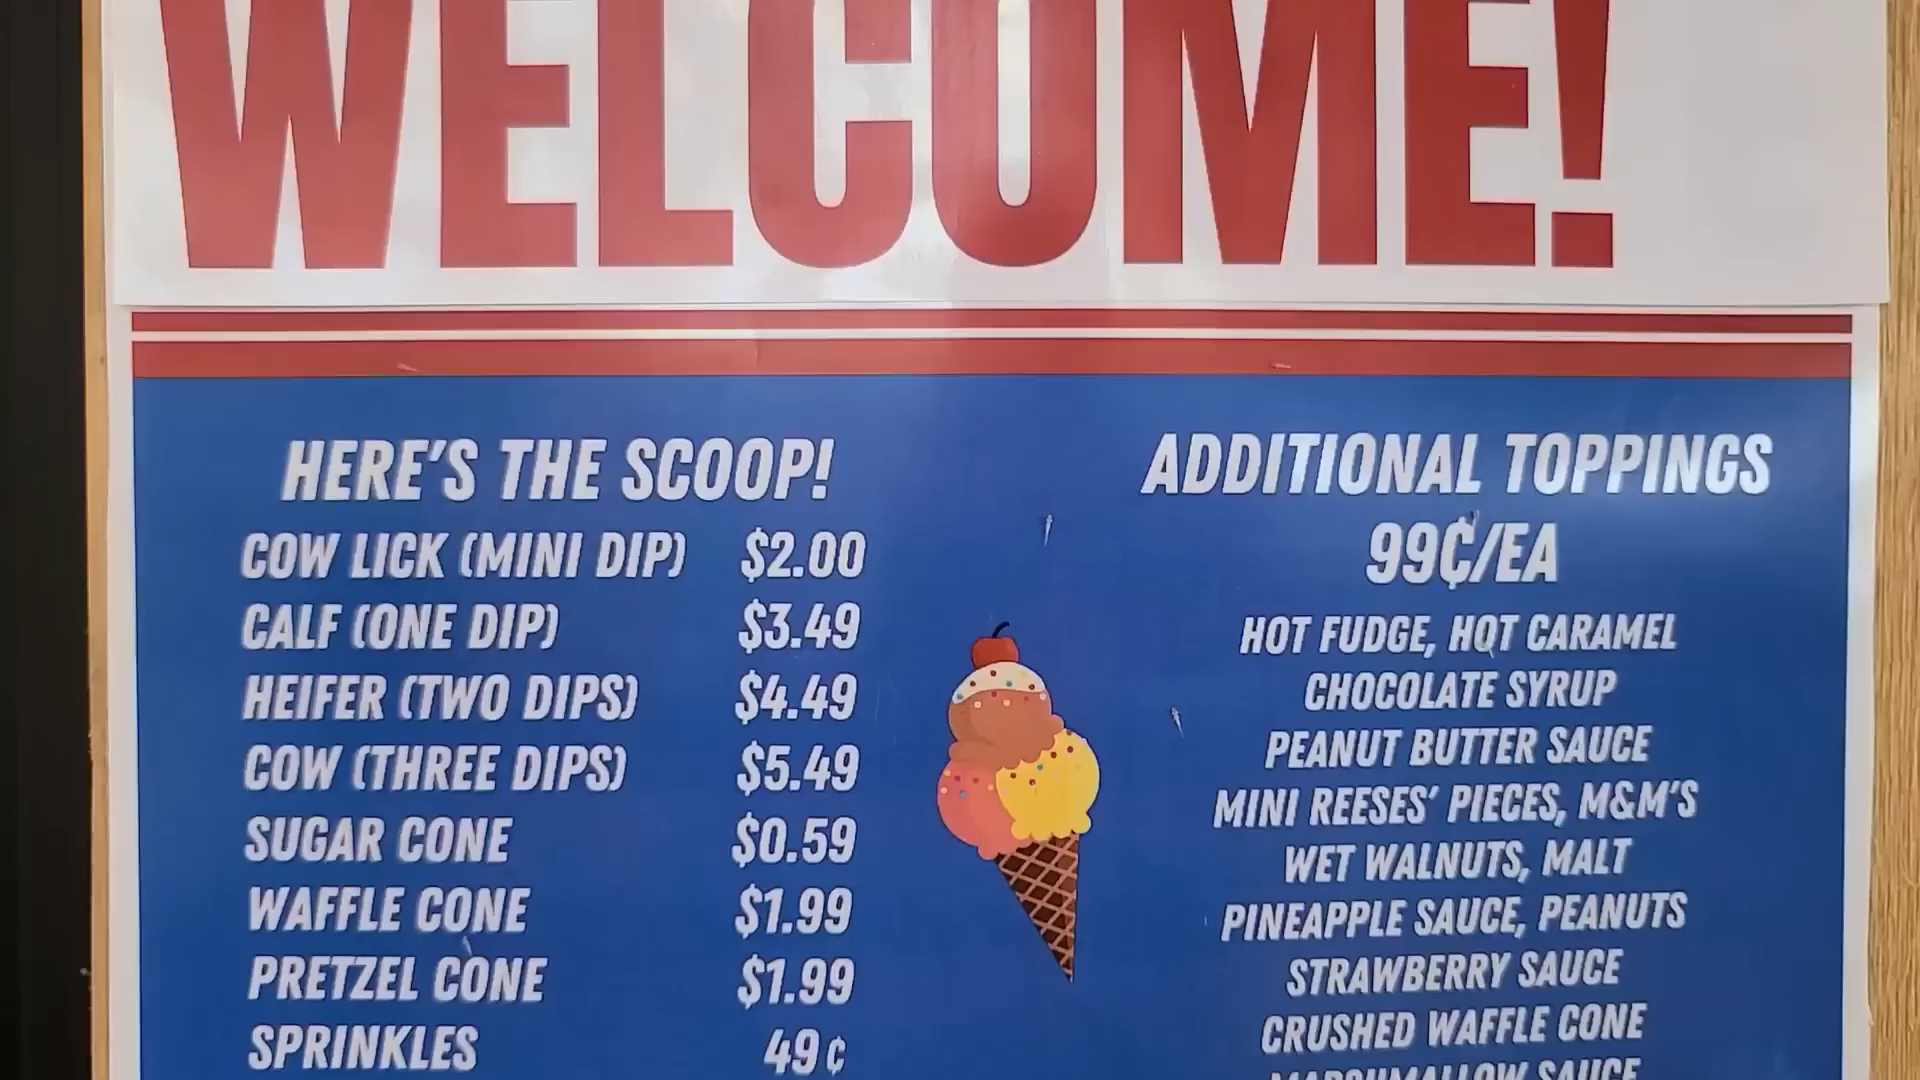 WELCOME!
HERE'S THE SCOOP!
COW LICK (MINI DIP) $2.00
CALF (ONE DIP) $3.49
HEIFER (TWO DIPS) $4.49
COW (THREE DIPS) $5.49
SUGAR CONE $0.59
WAFFLE CONE $1.99
PRETZEL CONE $1.99
SPRINKLES 49¢
ADDITIONAL TOPPINGS
99¢/EA
HOT FUDGE, HOT CARAMEL
CHOCOLATE SYRUP
PEANUT BUTTER SAUCE
MINI REESES' PIECES, M&M'S
WET WALNUTS, MALT
PINEAPPLE SAUCE, PEANUTS
STRAWBERRY SAUCE
CRUSHED WAFFLE CONE
MARSHMALLOW SAUCE